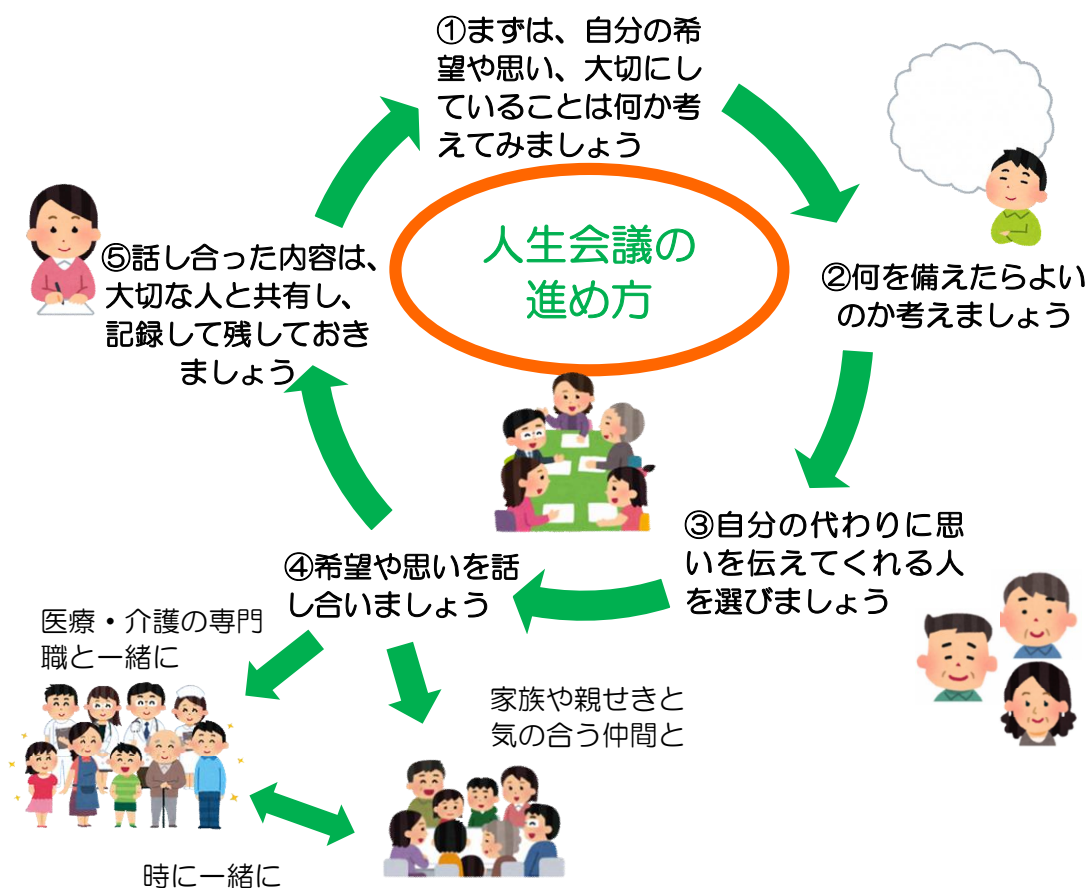 ①まずは、自分の希
望や思い、大切にし
ていることは何か考
えてみましょう
人生会議の
進め方
②何を備えたらよい
のか考えましょう
③自分の代わりに思
いを伝えてくれる人
を選びましょう
④希望や思いを話
し合いましょう
⑤話し合った内容は、
大切な人と共有し、
記録して残しておき
ましょう
医療・介護の専門
職と一緒に
家族や親せきと
気の合う仲間と
時に一緒に